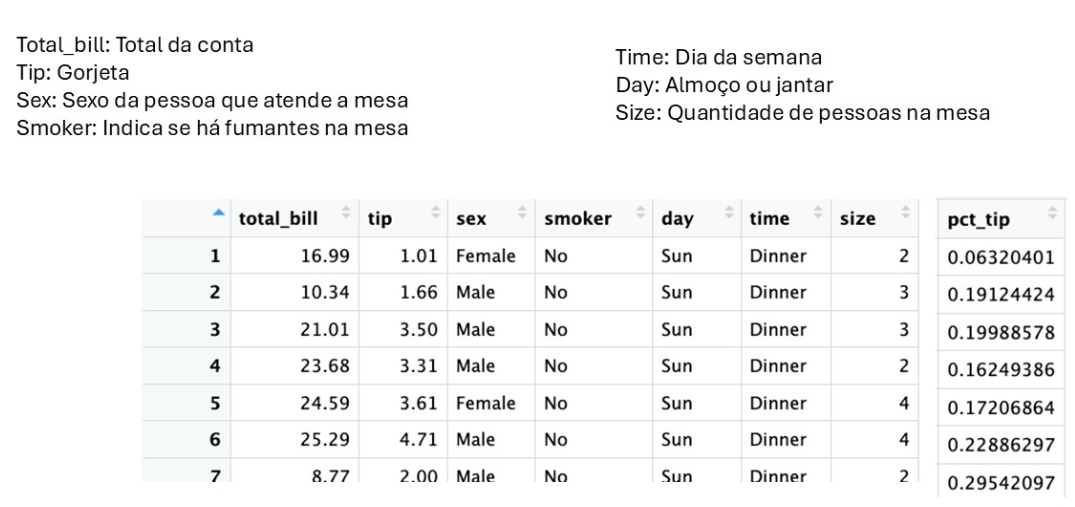 Total_bill: Total da conta
Tip: Gorjeta
Sex: Sexo da pessoa que atende a mesa
Smoker: Indica se há fumantes na mesa
Time: Dia da semana
Day: Almoço ou jantar
Size: Quantidade de pessoas na mesa
total_bill tip sex smoker day time size pct_tip
1 16.99 1.01 Female No Sun Dinner 2 0.06320401
2 10.34 1.66 Male No Sun Dinner 3 0.19124424
3 21.01 3.50 Male No Sun Dinner 3 0.19988578
4 23.68 3.31 Male No Sun Dinner 2 0.16249386
5 24.59 3.61 Female No Sun Dinner 4 0.17206864
6 25.29 4.71 Male No Sun Dinner 4 0.22886297
7 8.77 2.00 Male No Sun Dinner 2 0.29542097